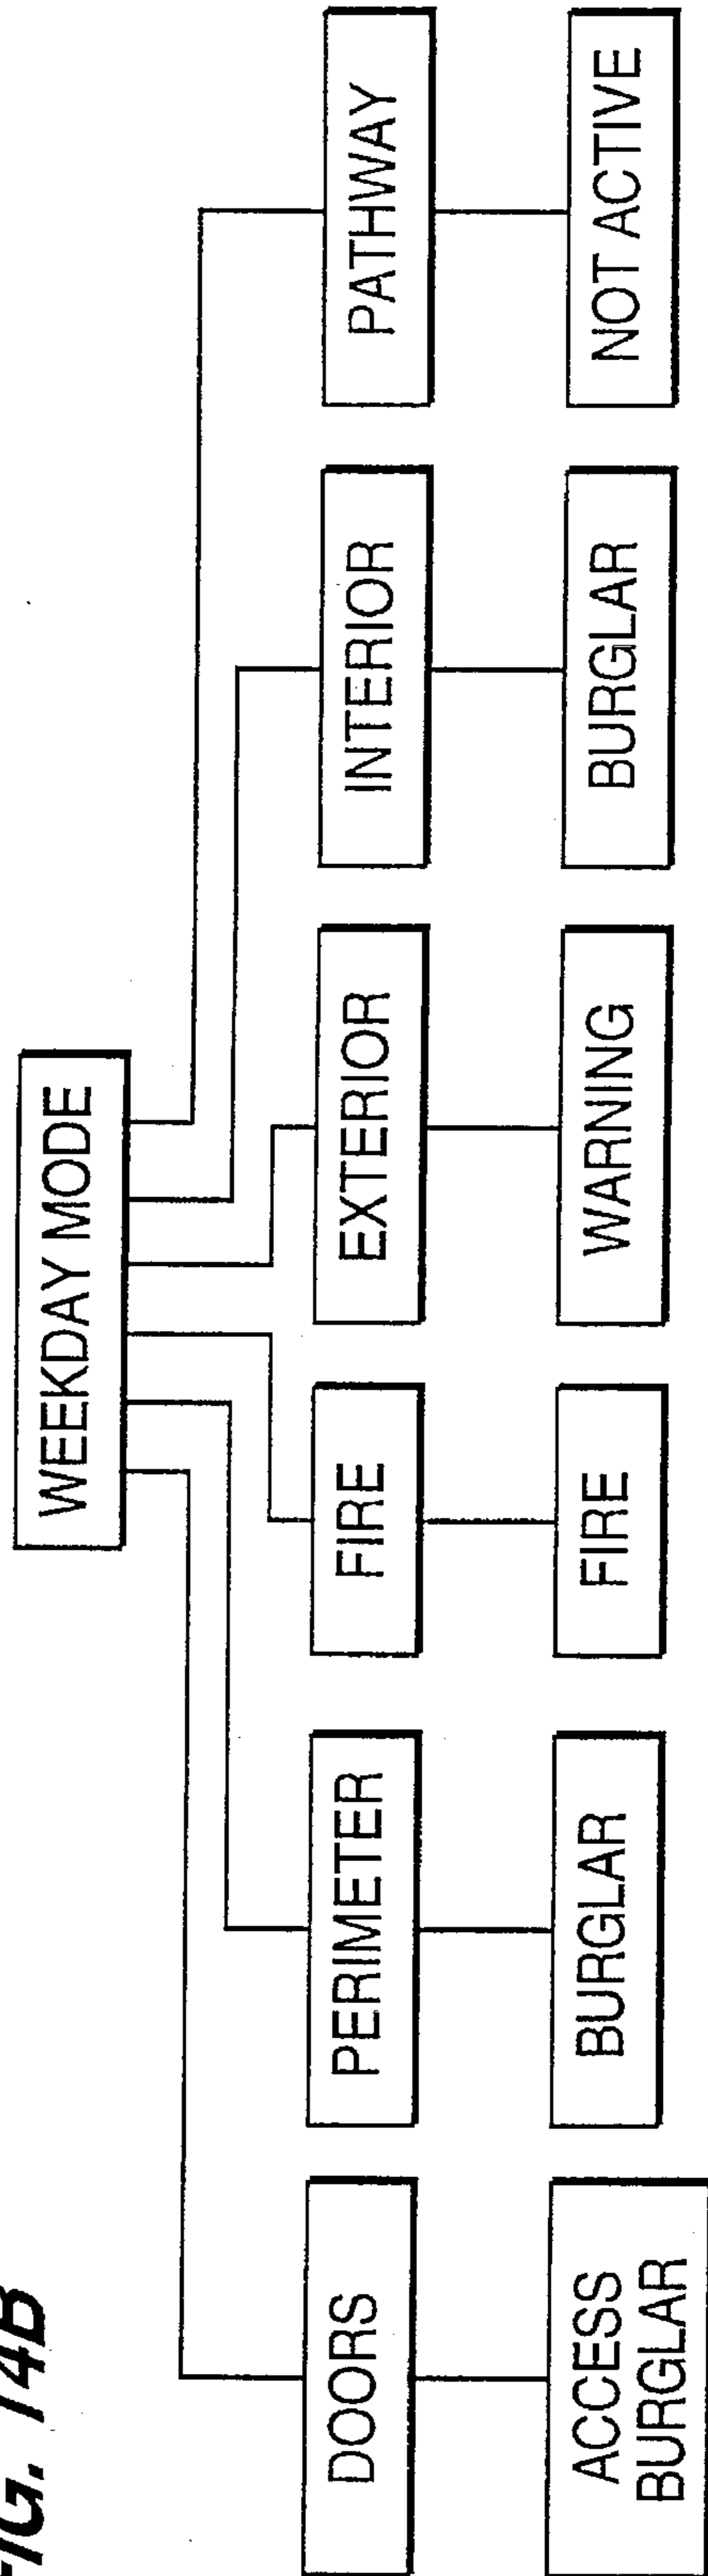 FIG. 14B
WEEKDAY MODE
DOORS
PERIMETER
FIRE
EXTERIOR
INTERIOR
PATHWAY
ACCESS
BURGLAR
BURGLAR
FIRE
WARNING
BURGLAR
NOT ACTIVE